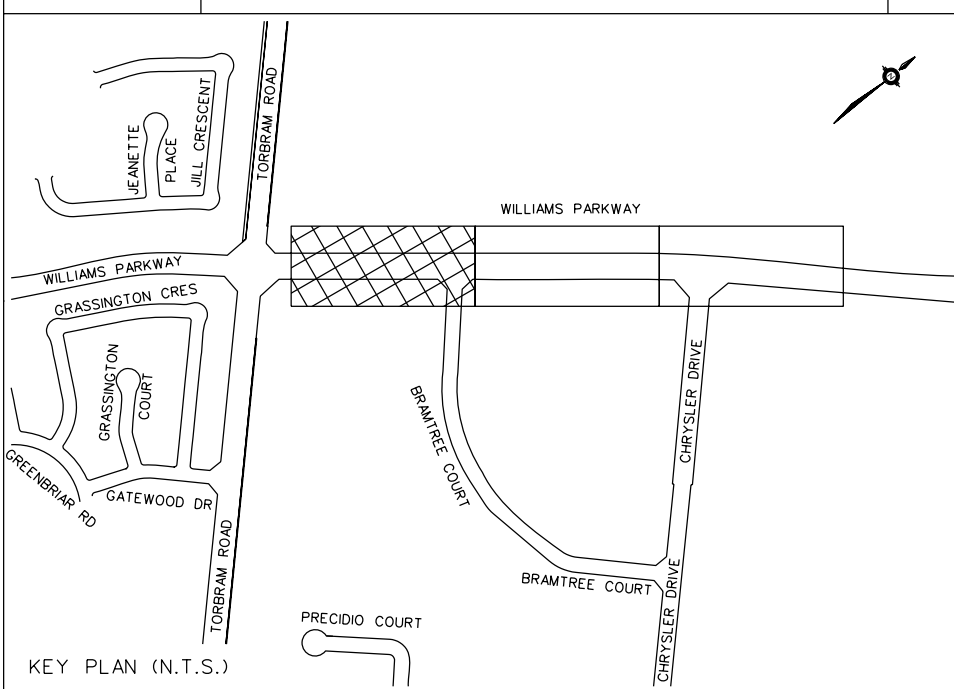 TORBRAM ROAD
JILL CRESCENT
JEANETTE
PLACE
N
WILLIAMS PARKWAY
WILLIAMS PARKWAY
GRASSINGTON CRES
GRASSINGTON
COURT
GREENBRIAR RD
GATEWOOD DR
TORBRAM ROAD
BRAMTREE COURT
CHRYSLER DRIVE
BRAMTREE COURT
CHRYSLER DRIVE
PRECIDIO COURT
KEY PLAN (N.T.S.)